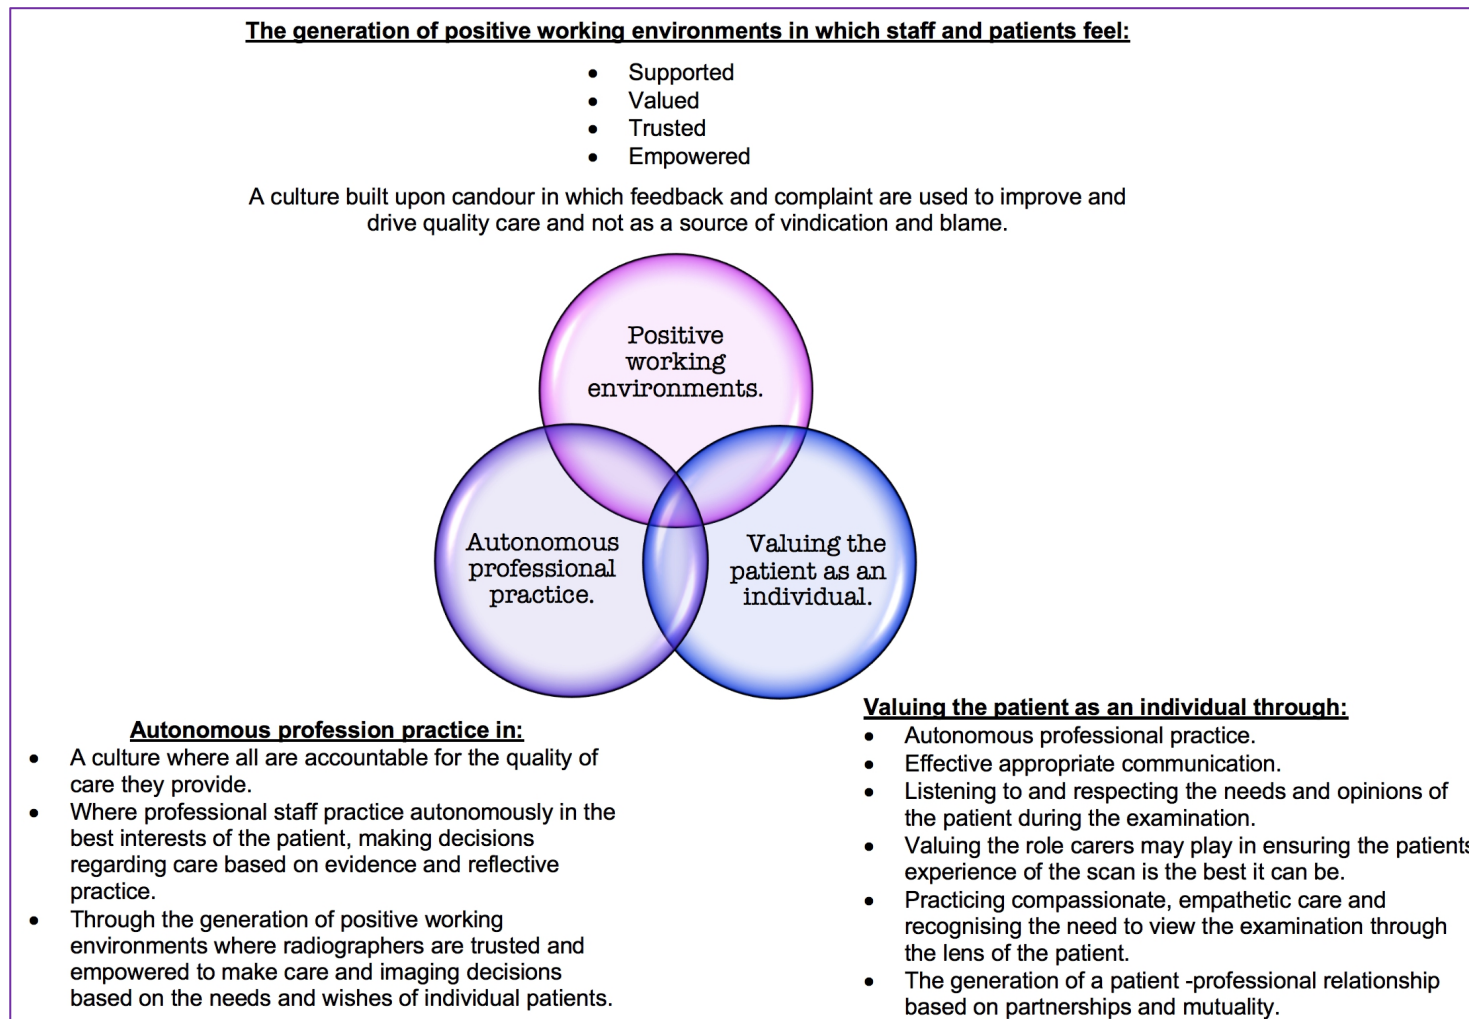 The generation of positive working environments in which staff and patients feel:
• Supported
• Valued
• Trusted
• Empowered
A culture built upon candour in which feedback and complaint are used to improve and
drive quality care and not as a source of vindication and blame.
Positive
working
environments.
Autonomous
professional
practice.
Valuing the
patient as an
individual.
Autonomous profession practice in:
• A culture where all are accountable for the quality of
care they provide.
• Where professional staff practice autonomously in the
best interests of the patient, making decisions
regarding care based on evidence and reflective
practice.
• Through the generation of positive working
environments where radiographers are trusted and
empowered to make care and imaging decisions
based on the needs and wishes of individual patients.
Valuing the patient as an individual through:
• Autonomous professional practice.
• Effective appropriate communication.
• Listening to and respecting the needs and opinions of
the patient during the examination.
• Valuing the role carers may play in ensuring the patients
experience of the scan is the best it can be.
• Practicing compassionate, empathetic care and
recognising the need to view the examination through
the lens of the patient.
• The generation of a patient -professional relationship
based on partnerships and mutuality.